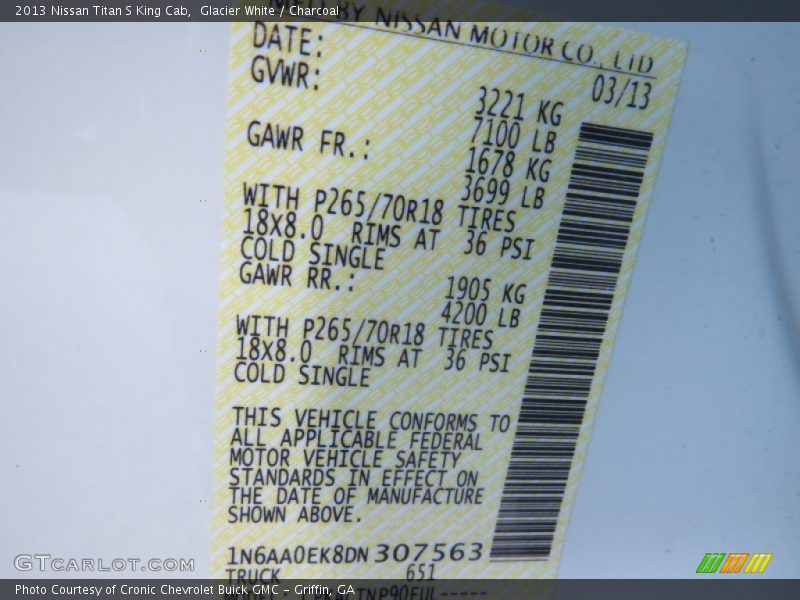 2013 Nissan Titan S King Cab,  Glacier White / Charcoal
BY NISSAN MOTOR CO., LTD
DATE: 03/13
GVWR:
3221 KG
7100 LB
GAWR FR.: 1678 KG
3699 LB
WITH P265/70R18 TIRES
18X8.0 RIMS AT 36 PSI
COLD SINGLE
GAWR RR.: 1905 KG
4200 LB
WITH P265/70R18 TIRES
18X8.0 RIMS AT 36 PSI
COLD SINGLE
THIS VEHICLE CONFORMS TO
ALL APPLICABLE FEDERAL
MOTOR VEHICLE SAFETY
STANDARDS IN EFFECT ON
THE DATE OF MANUFACTURE
SHOWN ABOVE.
1N6AA0EK8DN307563
TRUCK 651
GTCARLOT.COM
Photo Courtesy of Cronic Chevrolet Buick GMC - Griffin, GA